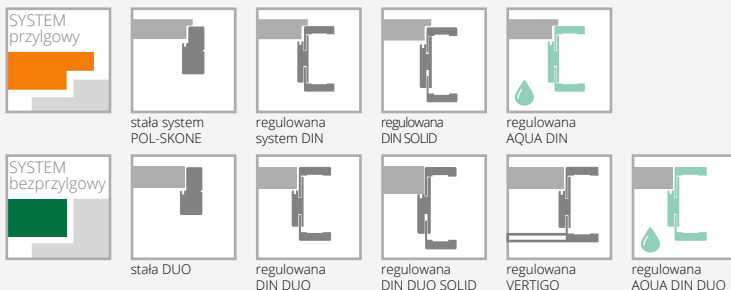 SYSTEM
przylgowy
stała system
POL-SKONE
regulowana
system DIN
regulowana
DIN SOLID
regulowana
AQUA DIN
SYSTEM
bezprzylgowy
stała DUO
regulowana
DIN DUO
regulowana
DIN DUO SOLID
regulowana
VERTIGO
regulowana
AQUA DIN DUO